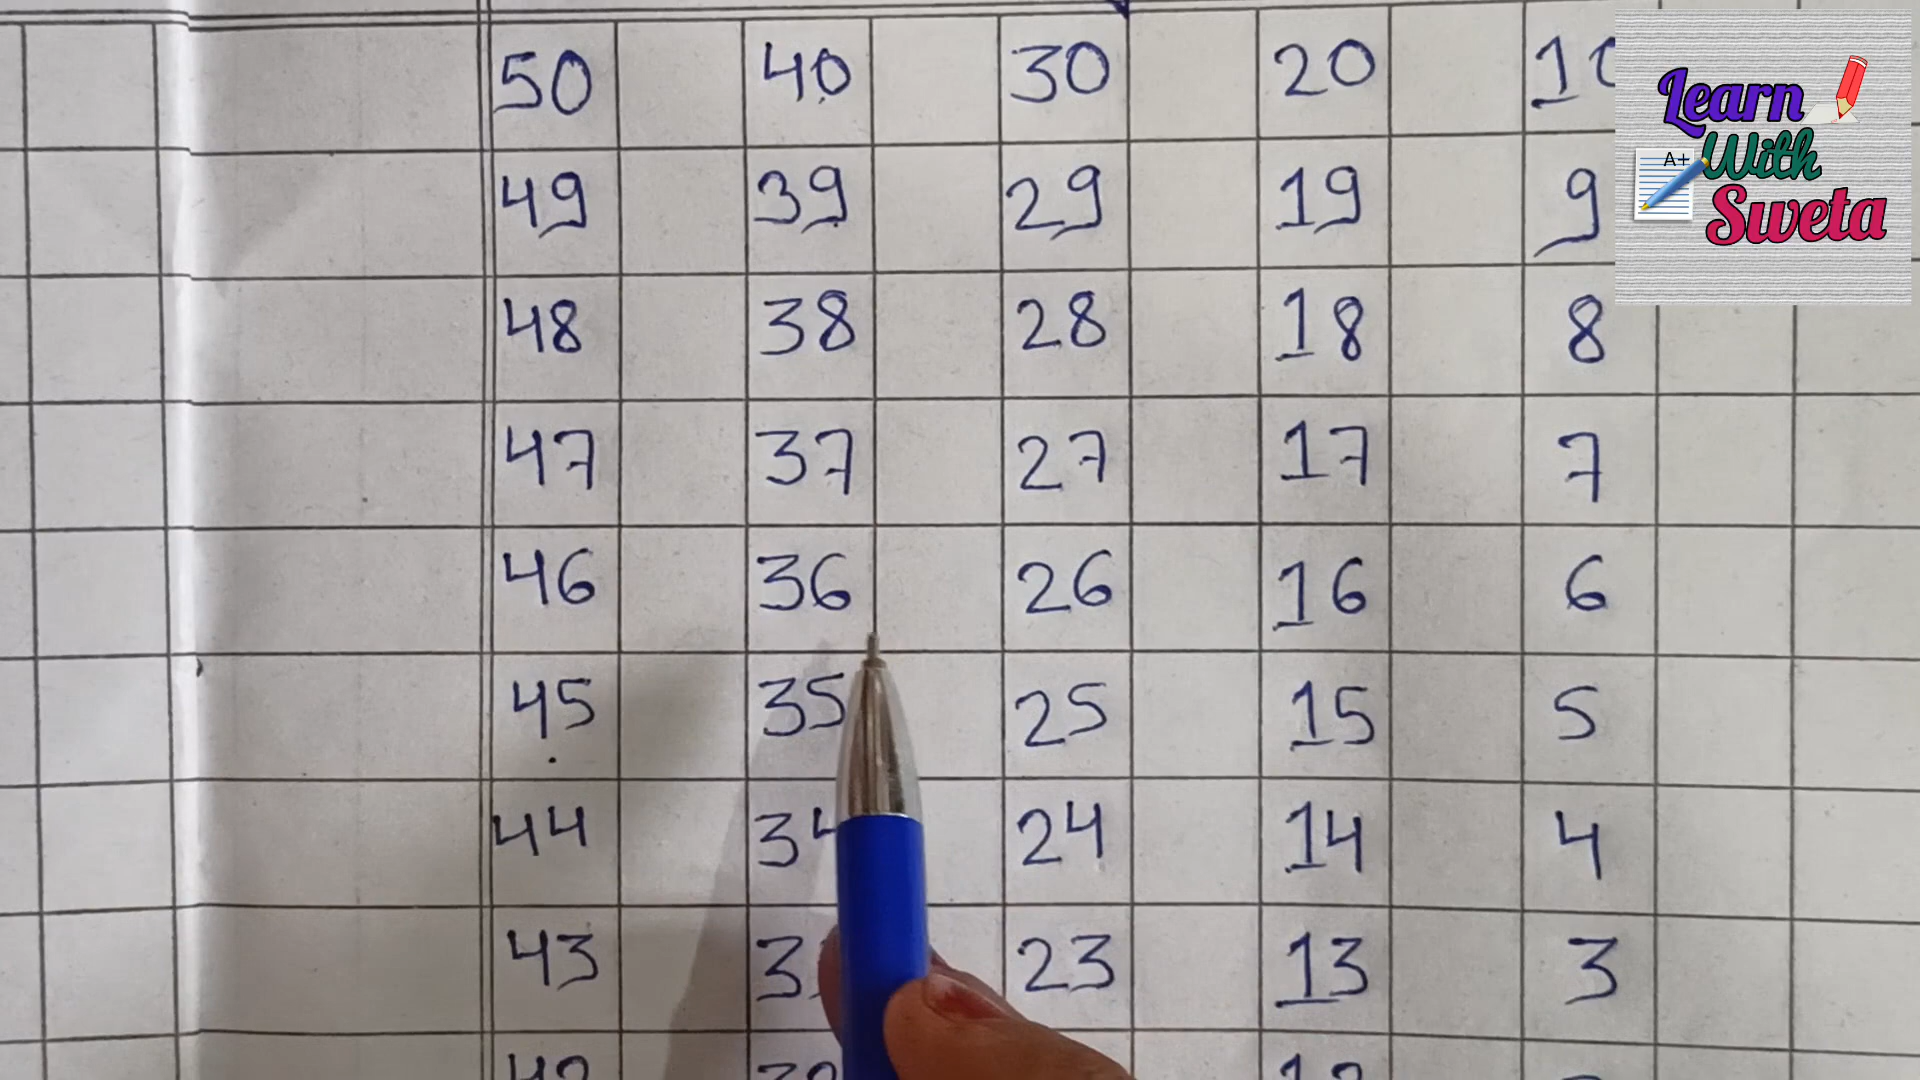 50 40 30 20 10
49 39 29 19 9
48 38 28 18 8
47 37 27 17 7
46 36 26 16 6
45 35 25 15 5
44 34 24 14 4
43 23 13 3
Learn
With
Sweta
A+